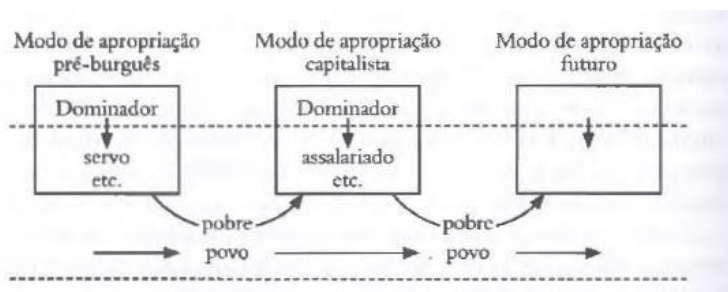 Modo de apropriação
pré-burguês
Modo de apropriação
capitalista
Modo de apropriação
futuro
Dominador
servo
etc.
Dominador
assalariado
etc.
pobre
pobre
povo
povo